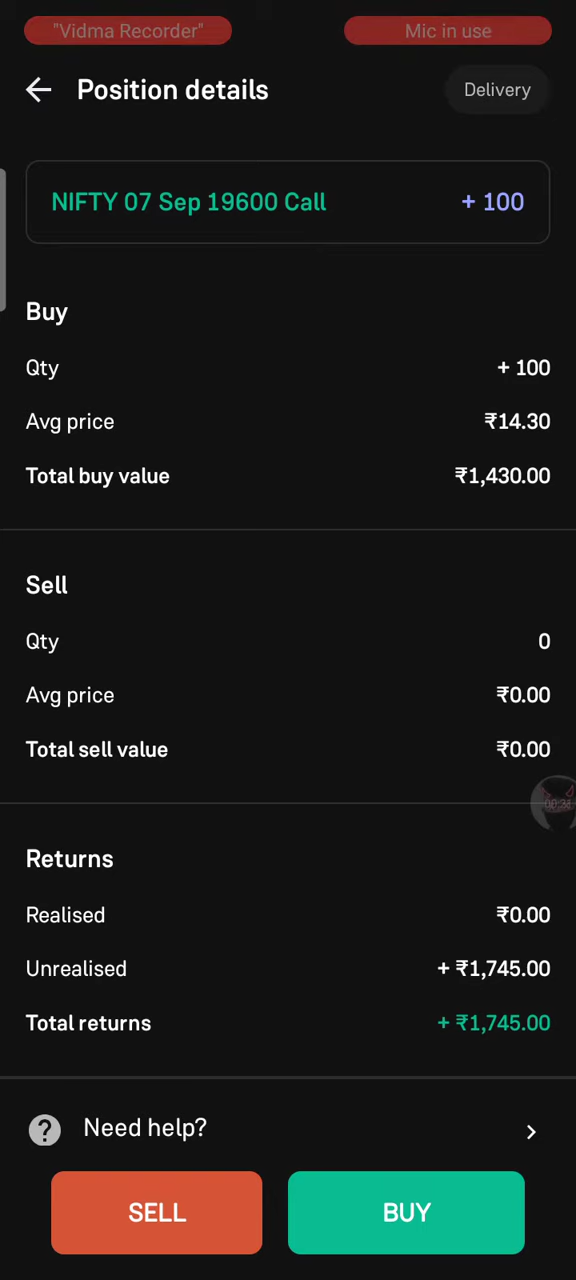 "Vidma Recorder" Mic in use
Position details Delivery
NIFTY 07 Sep 19600 Call + 100
Buy
Qty + 100
Avg price ₹14.30
Total buy value ₹1,430.00
Sell
Qty 0
Avg price ₹0.00
Total sell value ₹0.00
Returns
Realised ₹0.00
Unrealised + ₹1,745.00
Total returns + ₹1,745.00
? Need help?
SELL BUY